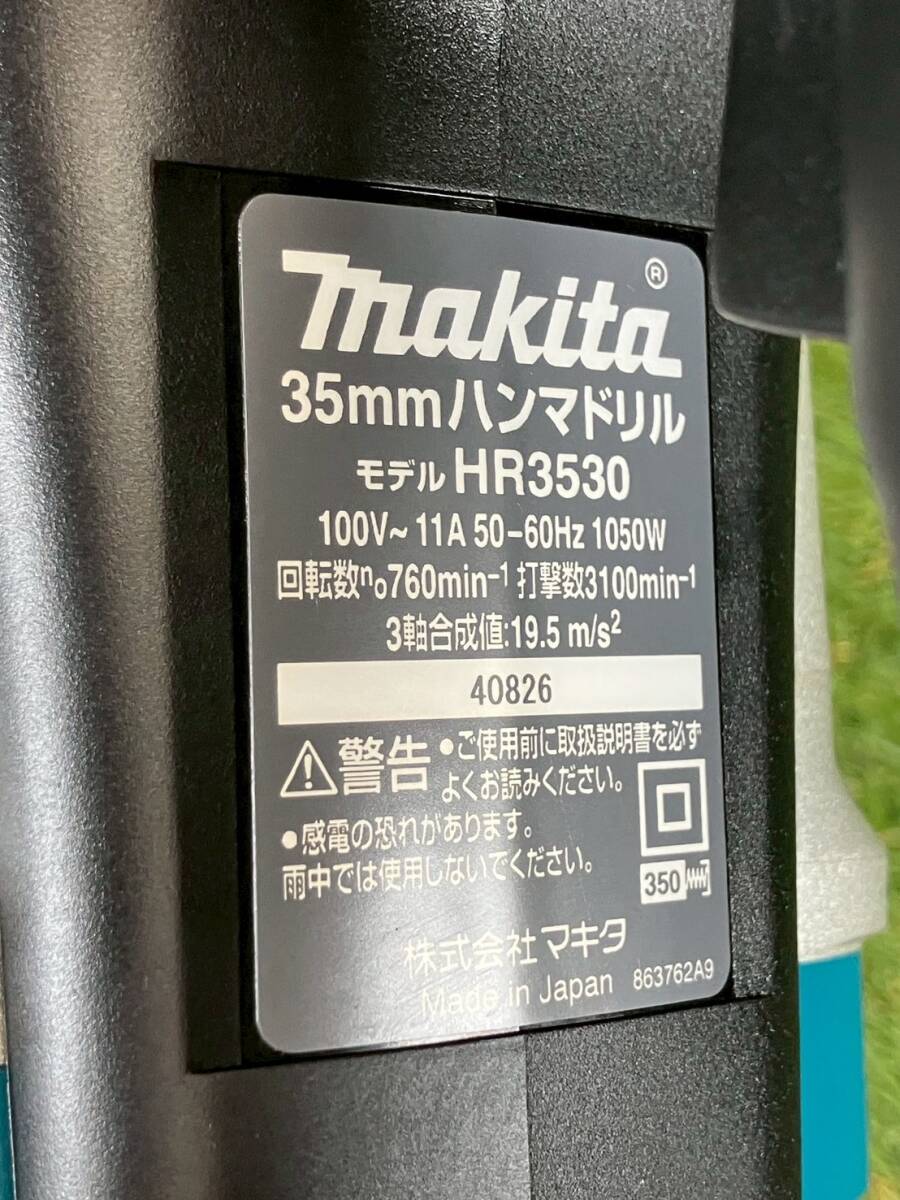 makita®
35mmハンマドリル
モデル HR3530
100V~ 11A 50-60Hz 1050W
回転数n₀760min⁻¹ 打撃数3100min⁻¹
3軸合成値:19.5 m/s²
40826
警告 •ご使用前に取扱説明書を必ず
よくお読みください。
•感電の恐れがあります。
雨中では使用しないでください。
350
株式会社マキタ
Made in Japan 863762A9